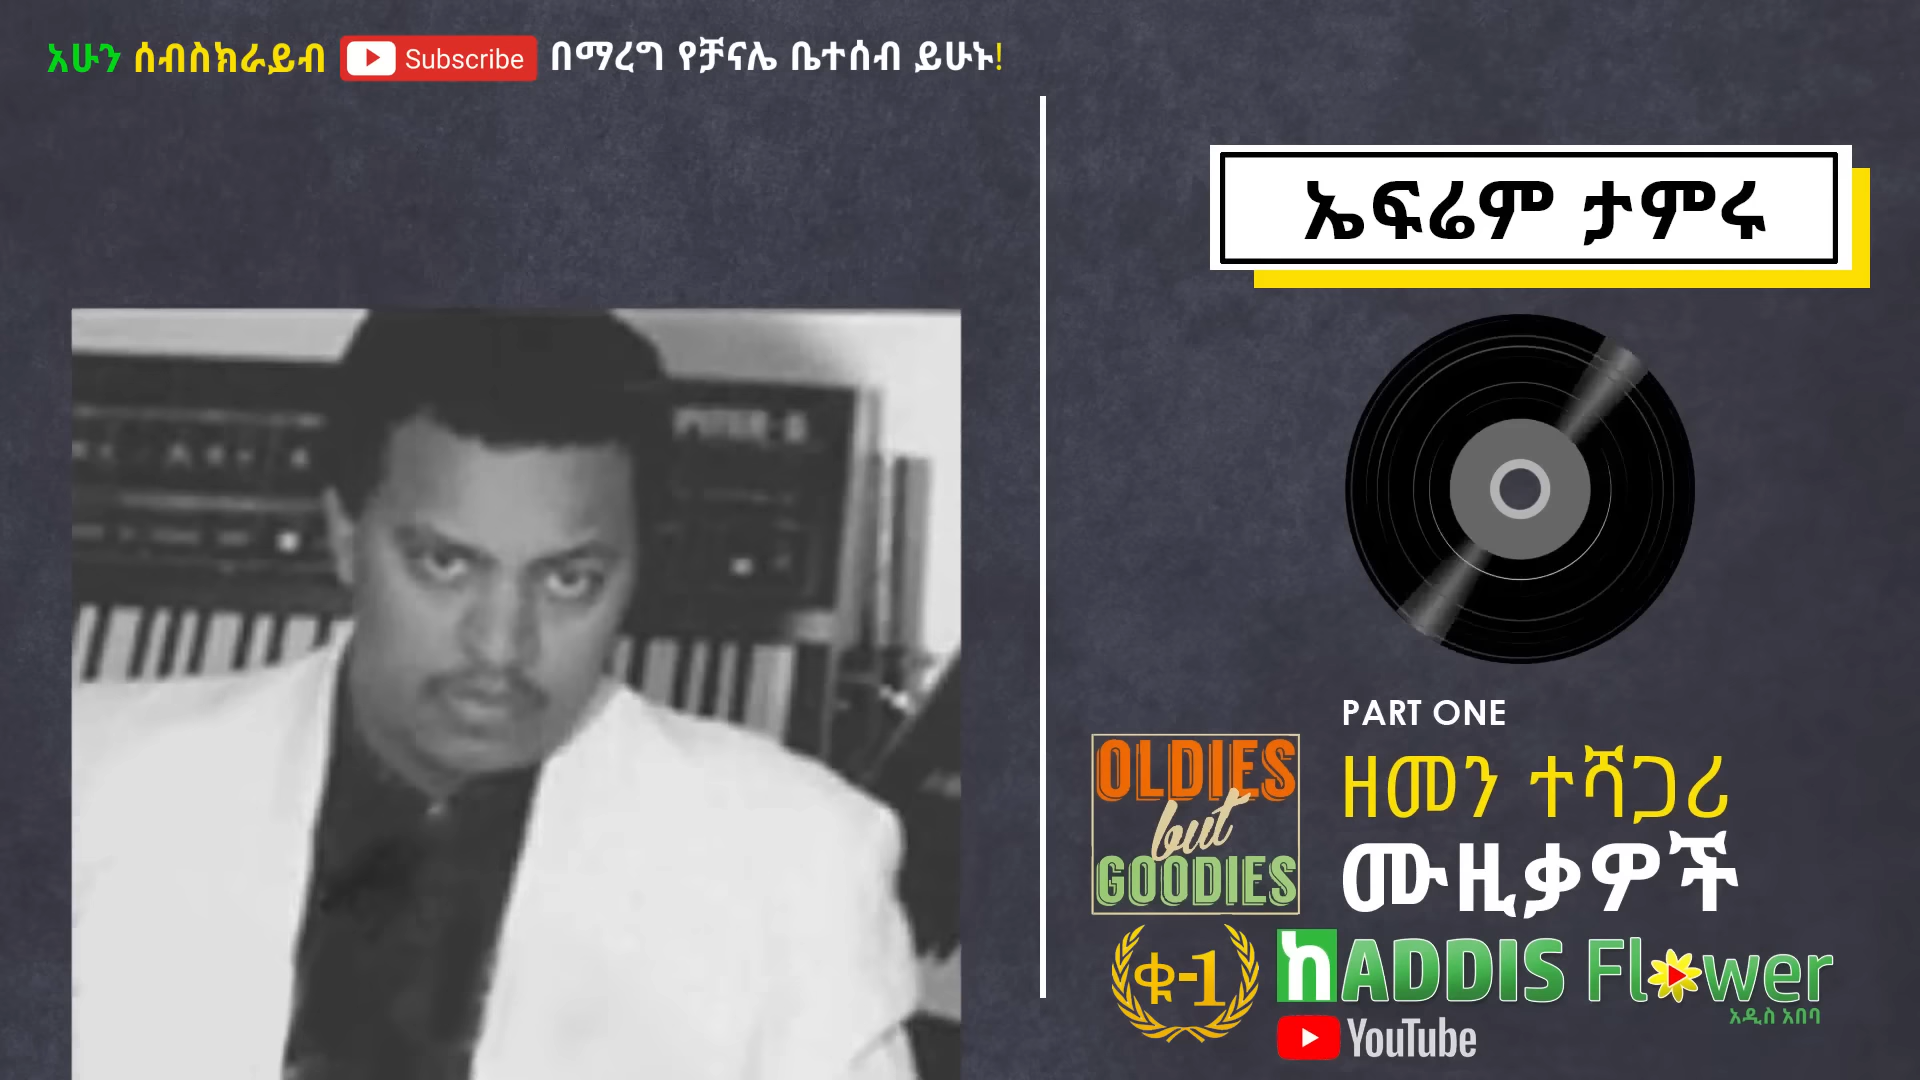 አሁን ሰብስክራይብ Subscribe በማረግ የቻናሌ ቤተሰብ ይሁኑ!
ኤፍሬም ታምሩ
PART ONE
ዘመን ተሻጋሪ
ሙዚቃዎች
OLDIES
but
GOODIES
ቁ-1
ADDIS Flower
አዲስ አበባ
YouTube